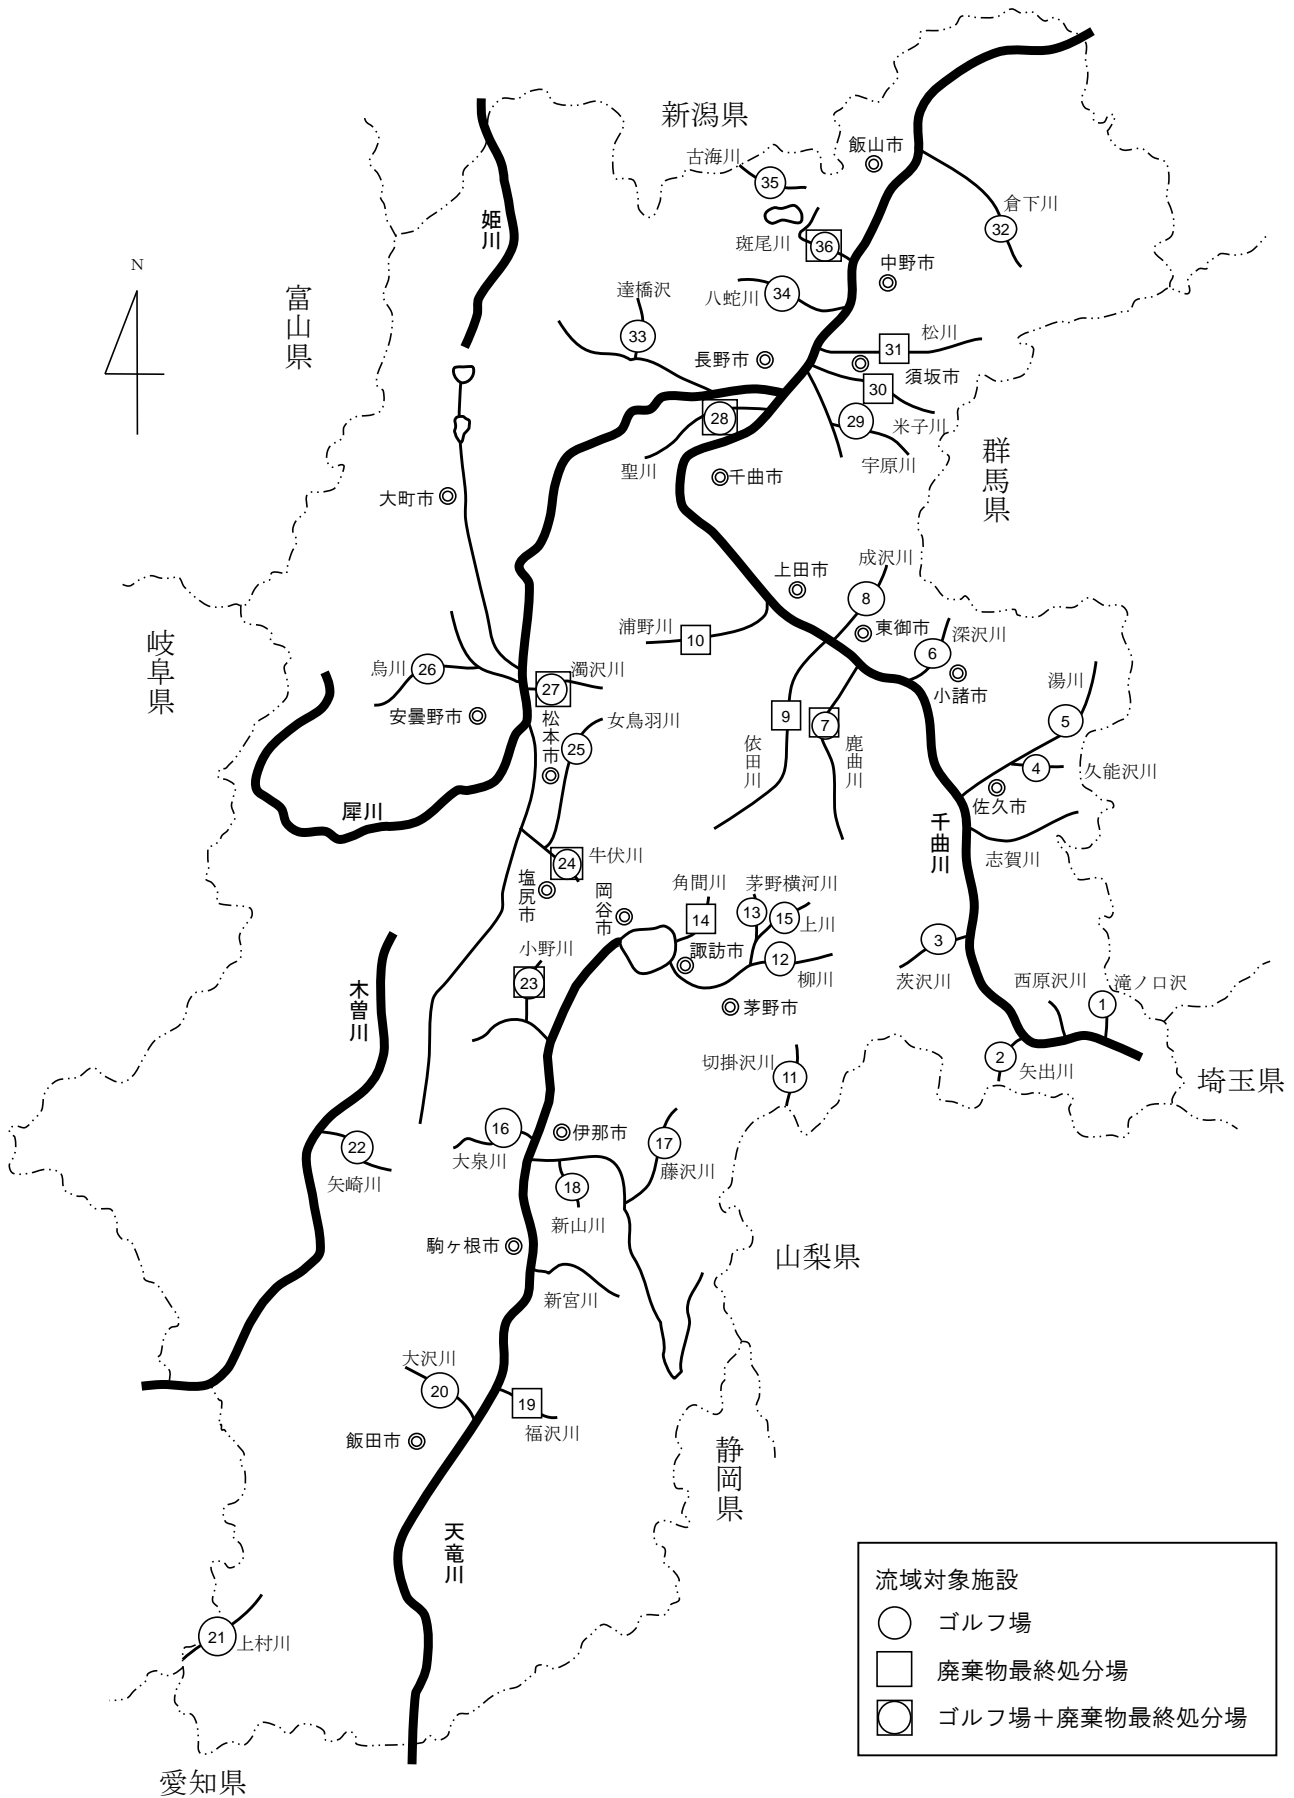 新潟県
飯山市
古海川
35
倉下川
32
姫川
斑尾川
36
中野市
N
達橋沢
八蛇川
34
富山県
33
松川
31
長野市
須坂市
30
28
29
米子川
聖川
宇原川
群馬県
千曲市
大町市
成沢川
上田市
8
浦野川
10
東御市
深沢川
6
岐阜県
烏川
26
濁沢川
27
小諸市
湯川
安曇野市
松本市
女鳥羽川
25
9
7
5
依田川
鹿曲川
4
久能沢川
佐久市
犀川
千曲川
志賀川
24
牛伏川
塩尻市
岡谷市
角間川
茅野横河川
14
13
15
上川
小野川
諏訪市
12
柳川
3
茨沢川
23
木曽川
茅野市
西原沢川
滝ノ口沢
1
切掛沢川
11
2
矢出川
埼玉県
16
伊那市
17
大泉川
藤沢川
22
矢崎川
18
新山川
駒ヶ根市
山梨県
新宮川
大沢川
20
19
福沢川
飯田市
静岡県
天竜川
21
上村川
愛知県
流域対象施設
ゴルフ場
廃棄物最終処分場
ゴルフ場＋廃棄物最終処分場